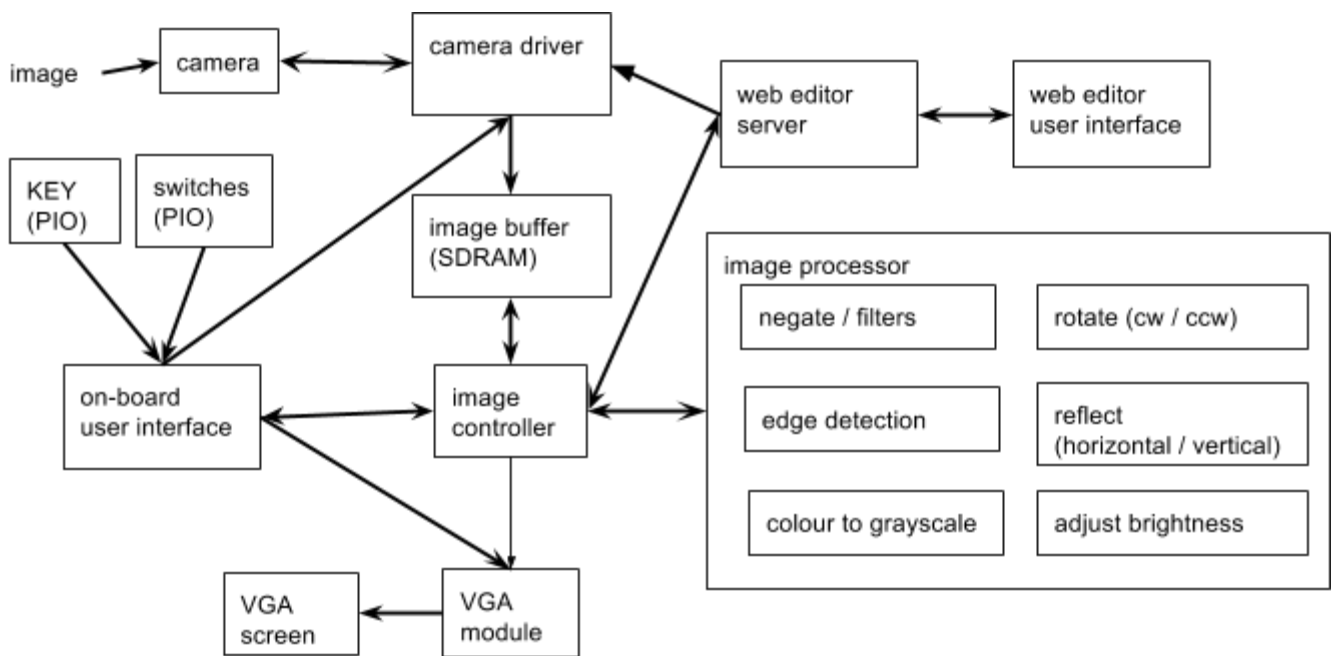 image
camera
camera driver
web editor
server
web editor
user interface
KEY
(PIO)
switches
(PIO)
image buffer
(SDRAM)
image processor
negate / filters
rotate (cw / ccw)
on-board
user interface
image
controller
edge detection
reflect
(horizontal / vertical)
colour to grayscale
adjust brightness
VGA
screen
VGA
module